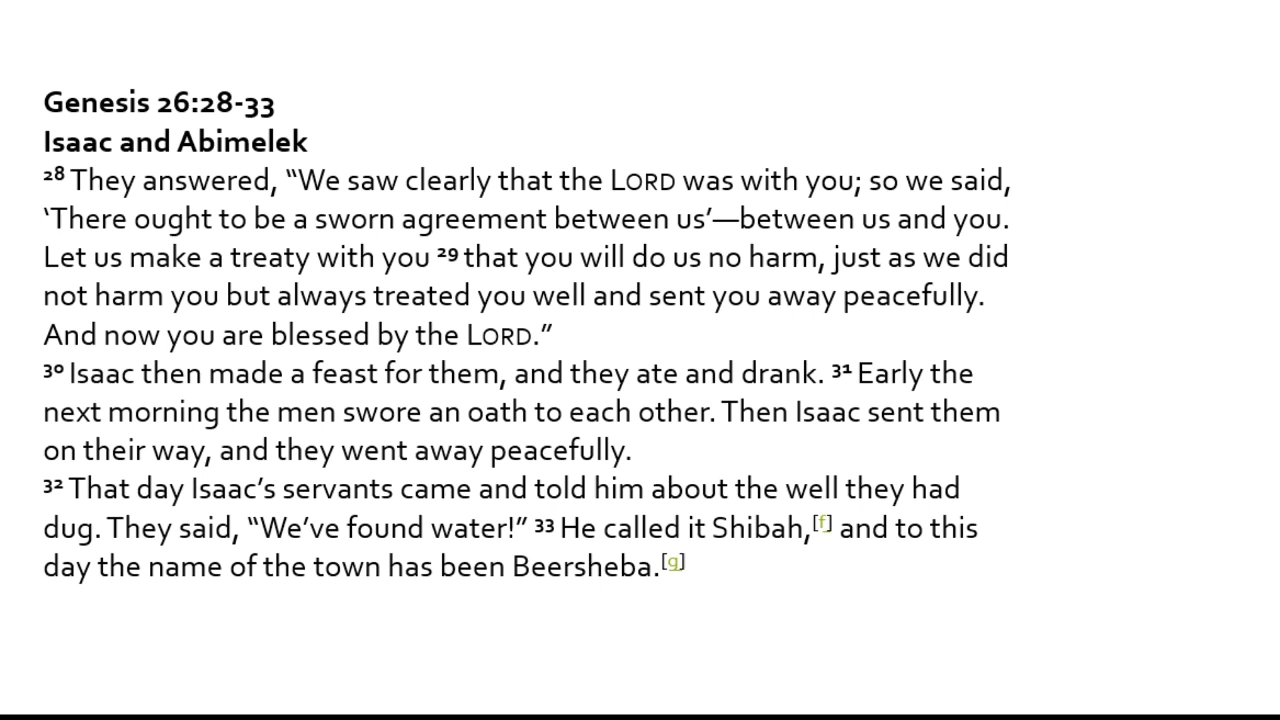 Genesis 26:28-33
Isaac and Abimelek
²⁸ They answered, “We saw clearly that the LORD was with you; so we said,
‘There ought to be a sworn agreement between us’—between us and you.
Let us make a treaty with you ²⁹ that you will do us no harm, just as we did
not harm you but always treated you well and sent you away peacefully.
And now you are blessed by the LORD.”
³⁰ Isaac then made a feast for them, and they ate and drank. ³¹ Early the
next morning the men swore an oath to each other. Then Isaac sent them
on their way, and they went away peacefully.
³² That day Isaac’s servants came and told him about the well they had
dug. They said, “We’ve found water!” ³³ He called it Shibah,[f] and to this
day the name of the town has been Beersheba.[g]